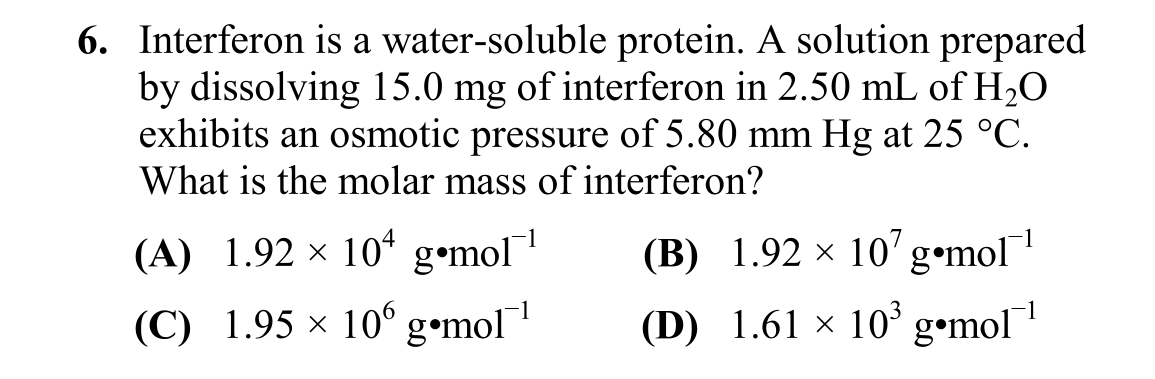 6. Interferon is a water-soluble protein. A solution prepared
by dissolving 15.0 mg of interferon in 2.50 mL of H₂O
exhibits an osmotic pressure of 5.80 mm Hg at 25 °C.
What is the molar mass of interferon?
(A) 1.92 × 10⁴ g•mol⁻¹ (B) 1.92 × 10⁷ g•mol⁻¹
(C) 1.95 × 10⁶ g•mol⁻¹ (D) 1.61 × 10³ g•mol⁻¹